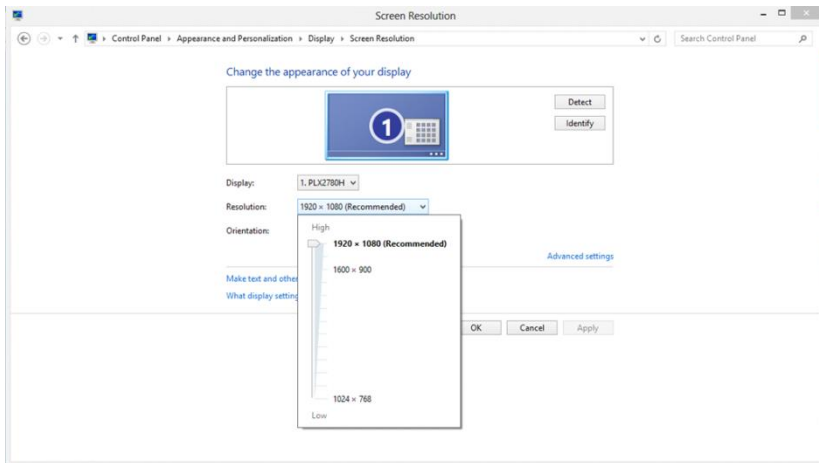 Screen Resolution
Control Panel Appearance and Personalization Display Screen Resolution
Search Control Panel
Change the appearance of your display
1
Detect
Identify
Display: 1. PLX2780H
Resolution: 1920 × 1080 (Recommended)
Orientation:
High
1920 × 1080 (Recommended)
1600 × 900
1024 × 768
Low
Advanced settings
Make text and other
What display setting
OK Cancel Apply